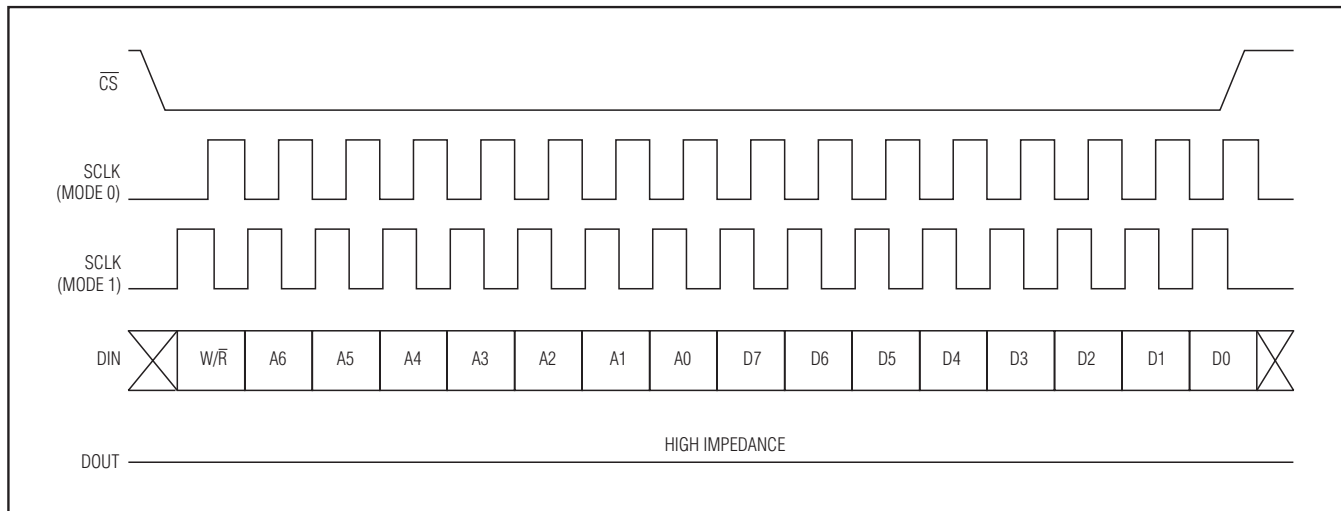 C̅S̅
SCLK
(MODE 0)
SCLK
(MODE 1)
DIN W/R̅ A6 A5 A4 A3 A2 A1 A0 D7 D6 D5 D4 D3 D2 D1 D0
HIGH IMPEDANCE
DOUT